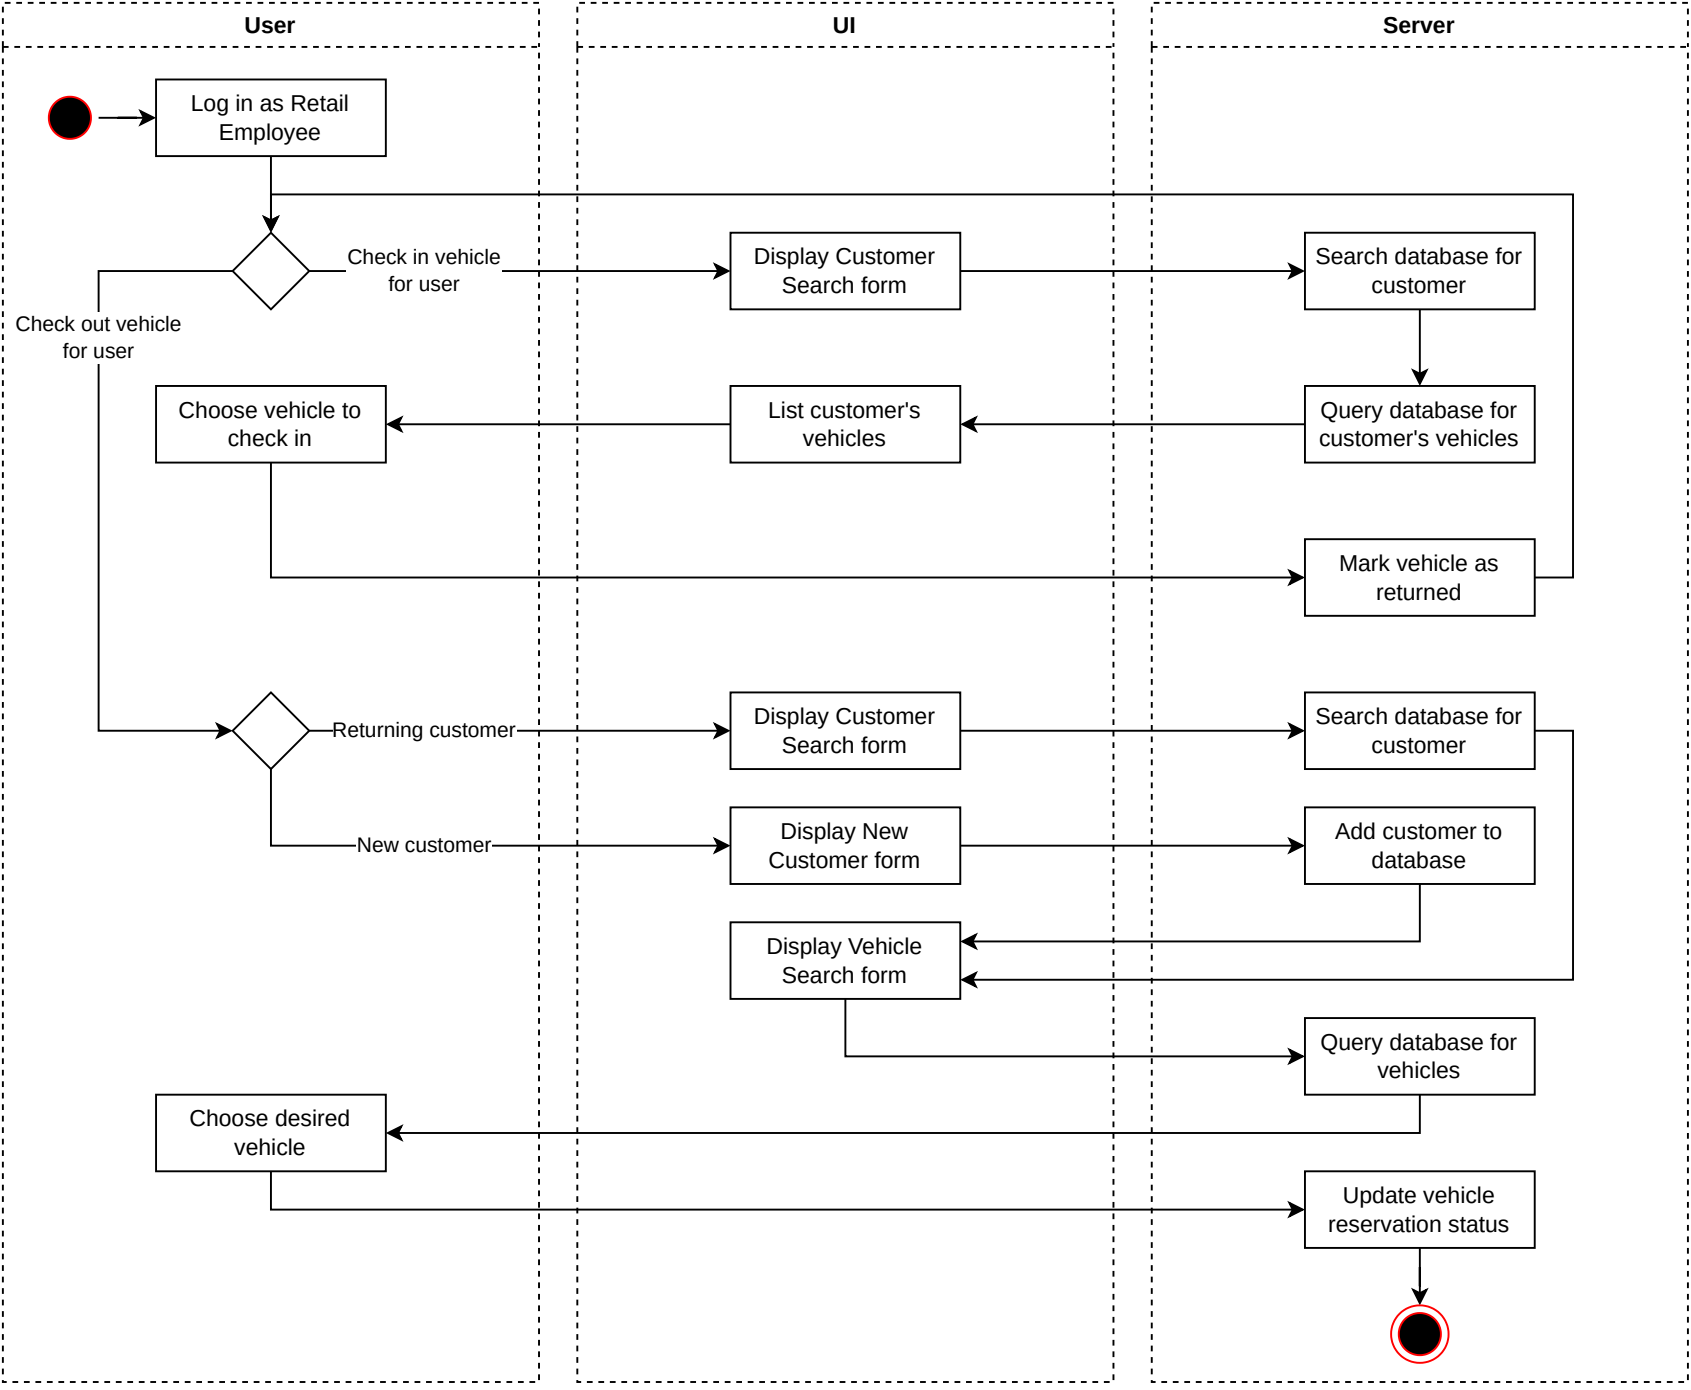 User
UI
Server
Log in as Retail
Employee
Check in vehicle
for user
Display Customer
Search form
Search database for
customer
Check out vehicle
for user
Choose vehicle to
check in
List customer's
vehicles
Query database for
customer's vehicles
Mark vehicle as
returned
Returning customer
Display Customer
Search form
Search database for
customer
New customer
Display New
Customer form
Add customer to
database
Display Vehicle
Search form
Query database for
vehicles
Choose desired
vehicle
Update vehicle
reservation status